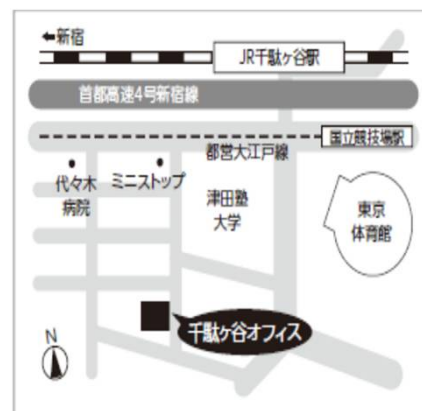 ←新宿
JR千駄ヶ谷駅
首都高速4号新宿線
国立競技場駅
都営大江戸線
代々木
病院
ミニストップ
津田塾
大学
東京
体育館
千駄ヶ谷オフィス
N